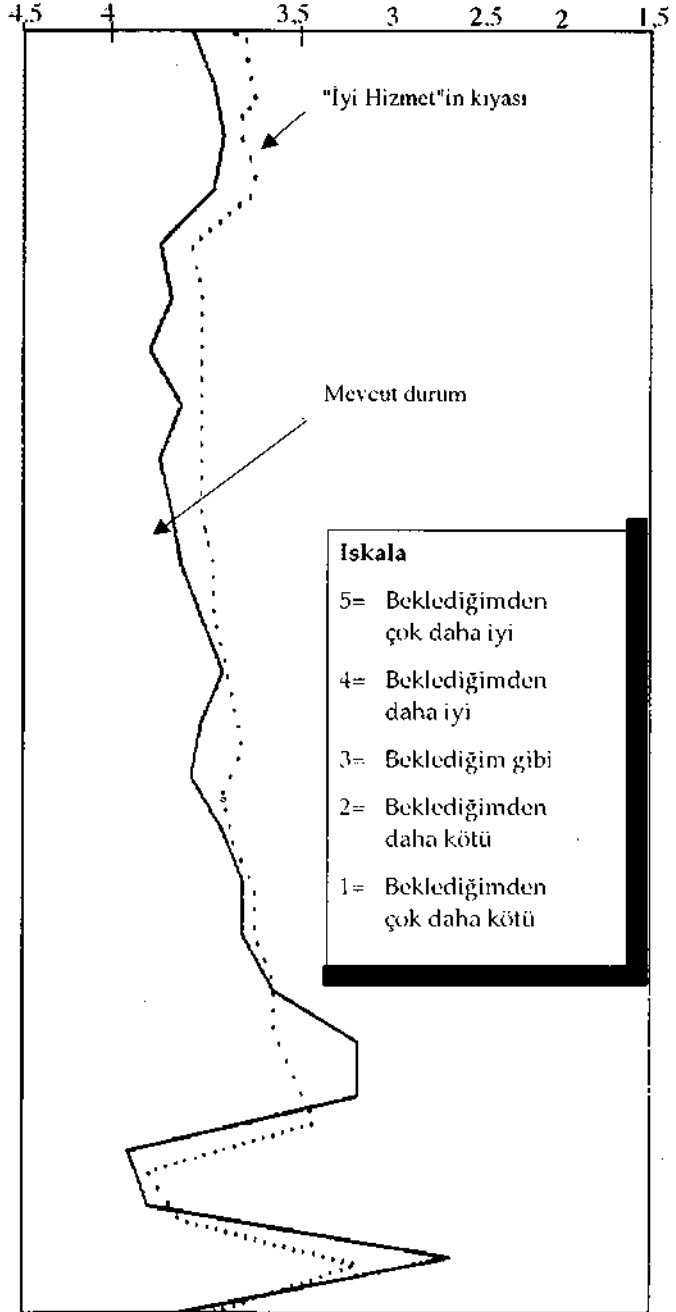 4,5 4 3,5 3 2.5 2 1,5
"İyi Hizmet"in kıyası
Mevcut durum
Iskala
5= Beklediğimden
çok daha iyi
4= Beklediğimden
daha iyi
3= Beklediğim gibi
2= Beklediğimden
daha kötü
1= Beklediğimden
çok daha kötü